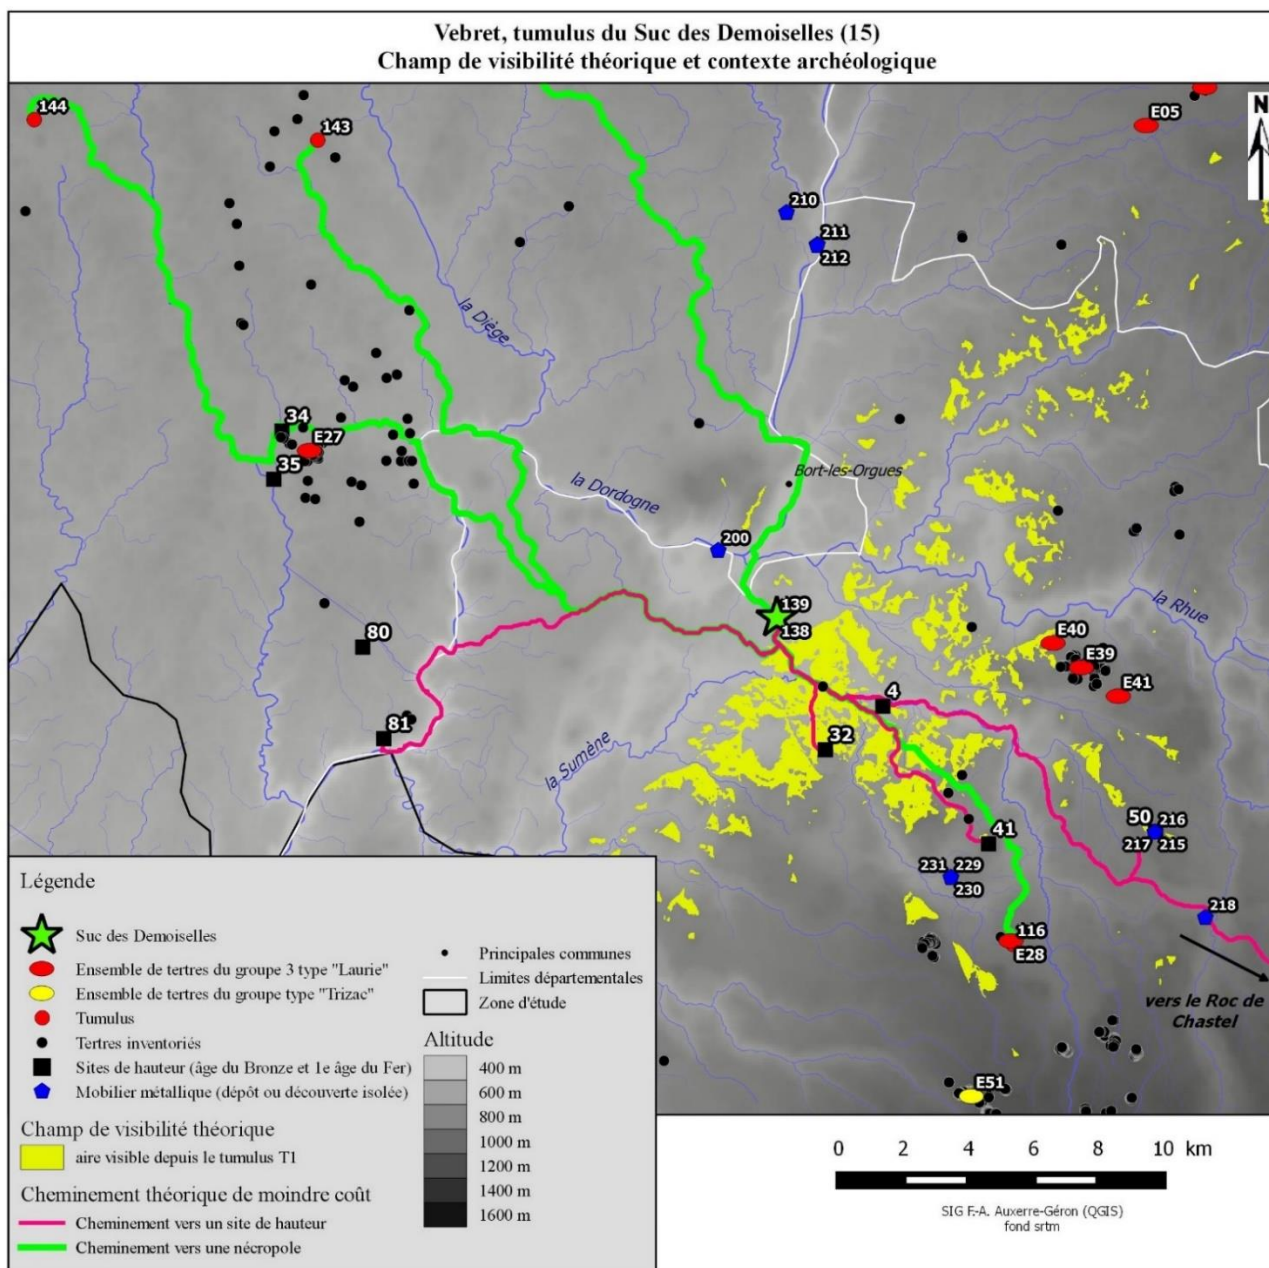 Vebret, tumulus du Suc des Demoiselles (15)
Champ de visibilité théorique et contexte archéologique
144
143
E05
N
210
211
212
la Diège
34
E27
35
Bort-les-Orgues
la Dordogne
200
la Rhue
139
138
E40
E39
E41
80
4
81
32
la Sumène
41
50
216
217
215
231
229
230
218
116
E28
vers le Roc de
Chastel
E51
Légende
Suc des Demoiselles
Ensemble de tertres du groupe 3 type "Laurie"
Ensemble de tertres du groupe type "Trizac"
Tumulus
Tertres inventoriés
Sites de hauteur (âge du Bronze et 1e âge du Fer)
Mobilier métallique (dépôt ou découverte isolée)
Champ de visibilité théorique
aire visible depuis le tumulus T1
Cheminement théorique de moindre coût
Cheminement vers un site de hauteur
Cheminement vers une nécropole
Principales communes
Limites départementales
Zone d'étude
Altitude
400 m
600 m
800 m
1000 m
1200 m
1400 m
1600 m
0 2 4 6 8 10 km
SIG F.-A. Auxerre-Géron (QGIS)
fond srtm